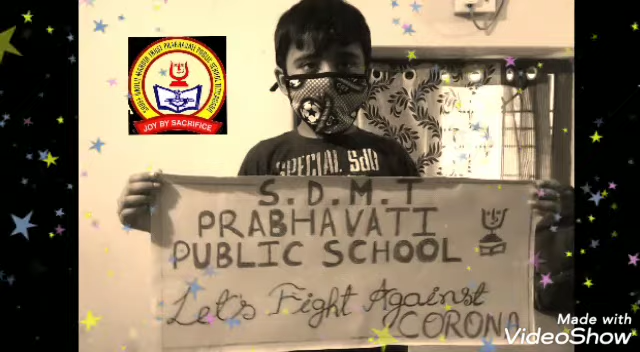 JOY BY SACRIFICE
SPECIAL
S.D.M.T
PRABHAVATI
PUBLIC SCHOOL
Let's Fight Against
CORONA
Made with
VideoShow